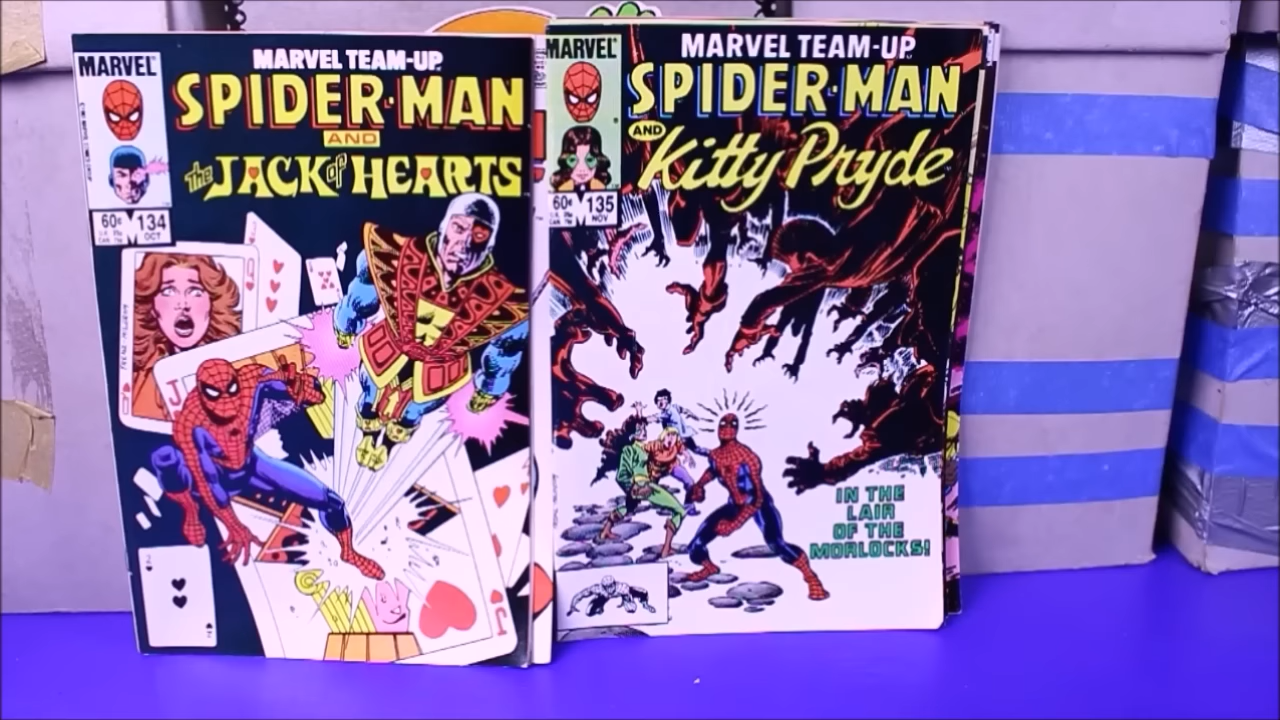 MARVEL
MARVEL TEAM-UP
SPIDER-MAN
AND
the JACK of HEARTS
60¢
134
OCT
J
MARVEL
MARVEL TEAM-UP
SPIDER-MAN
AND
Kitty Pryde
60¢
135
NOV
IN THE
LAIR
OF THE
MORLOCKS!